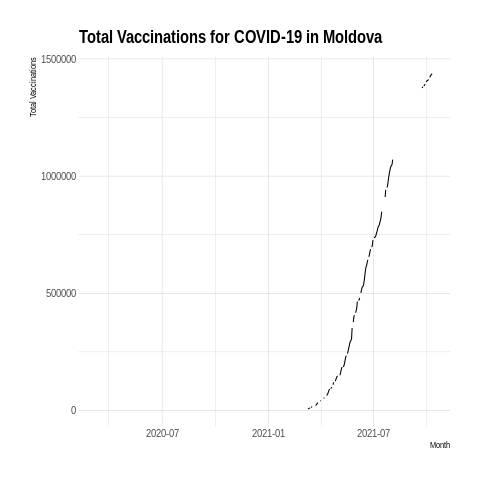 Total Vaccinations for COVID-19 in Moldova
Total Vaccinations
1500000
1000000
500000
0
2020-07
2021-01
2021-07
Month